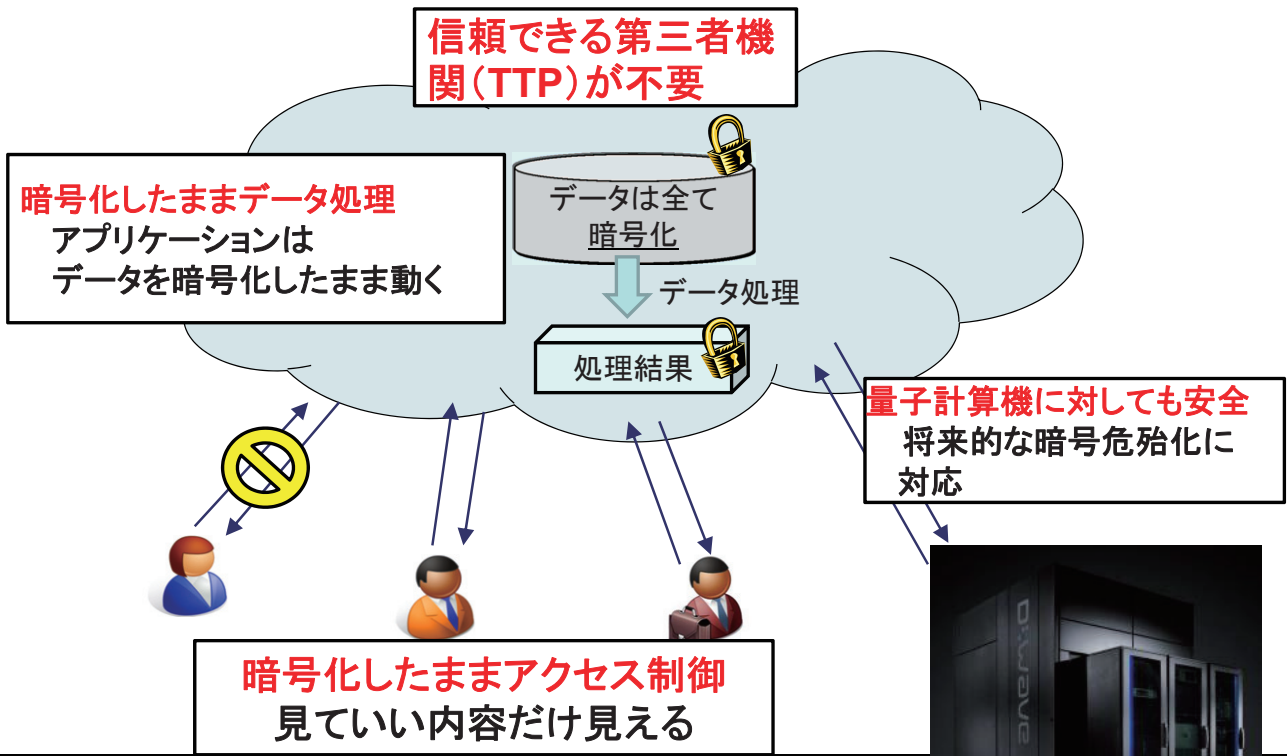 信頼できる第三者機
関(TTP)が不要
暗号化したままデータ処理
アプリケーションは
データを暗号化したまま動く
データは全て
暗号化
データ処理
処理結果
量子計算機に対しても安全
将来的な暗号危殆化に
対応
暗号化したままアクセス制御
見ていい内容だけ見える
D:wave